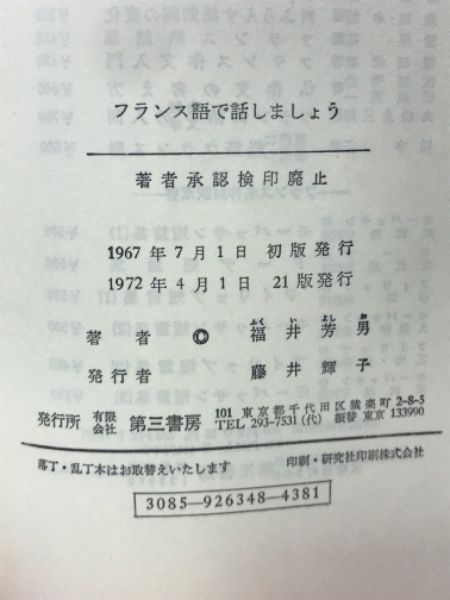 フランス語で話しましょう
著者承認検印廃止
1967年7月1日 初版発行
1972年4月1日 21版発行
著者 © 福井芳男
発行者 藤井輝子
発行所 有限会社 第三書房 101 東京都千代田区猿楽町2-8-5
TEL 293-7531(代) 振替東京133990
落丁・乱丁本はお取替えいたします 印刷・研究社印刷株式会社
3085-926348-4381